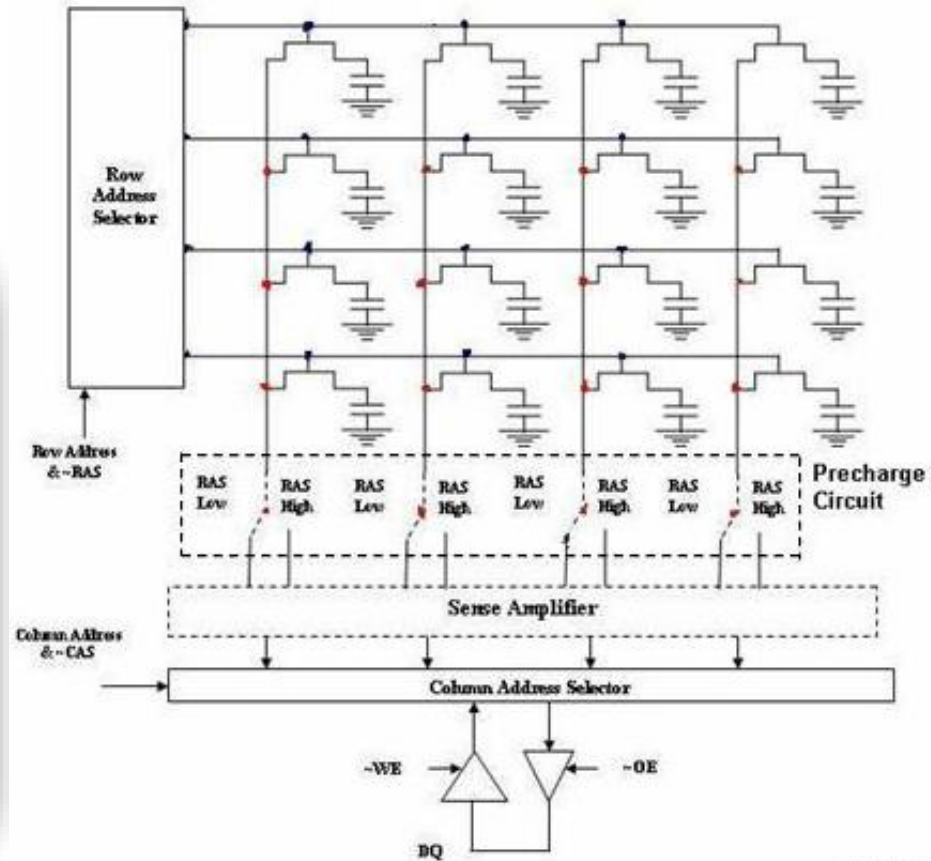 Row
Address
Selector
Row Address
& ~RAS
RAS
Low
RAS
High
RAS
Low
RAS
High
RAS
Low
RAS
High
RAS
Low
RAS
High
Precharge
Circuit
Sense Amplifier
Column Address
& ~CAS
Column Address Selector
~WE
~OE
DQ